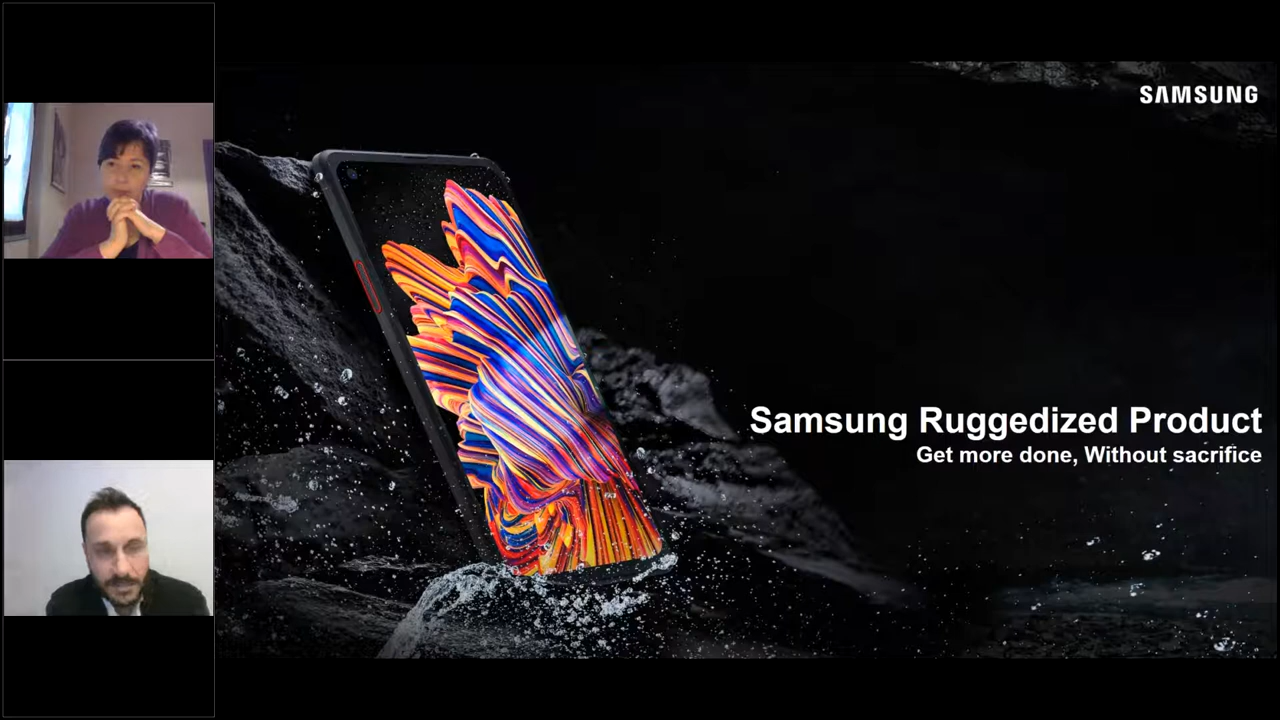 SAMSUNG
Samsung Ruggedized Product
Get more done, Without sacrifice